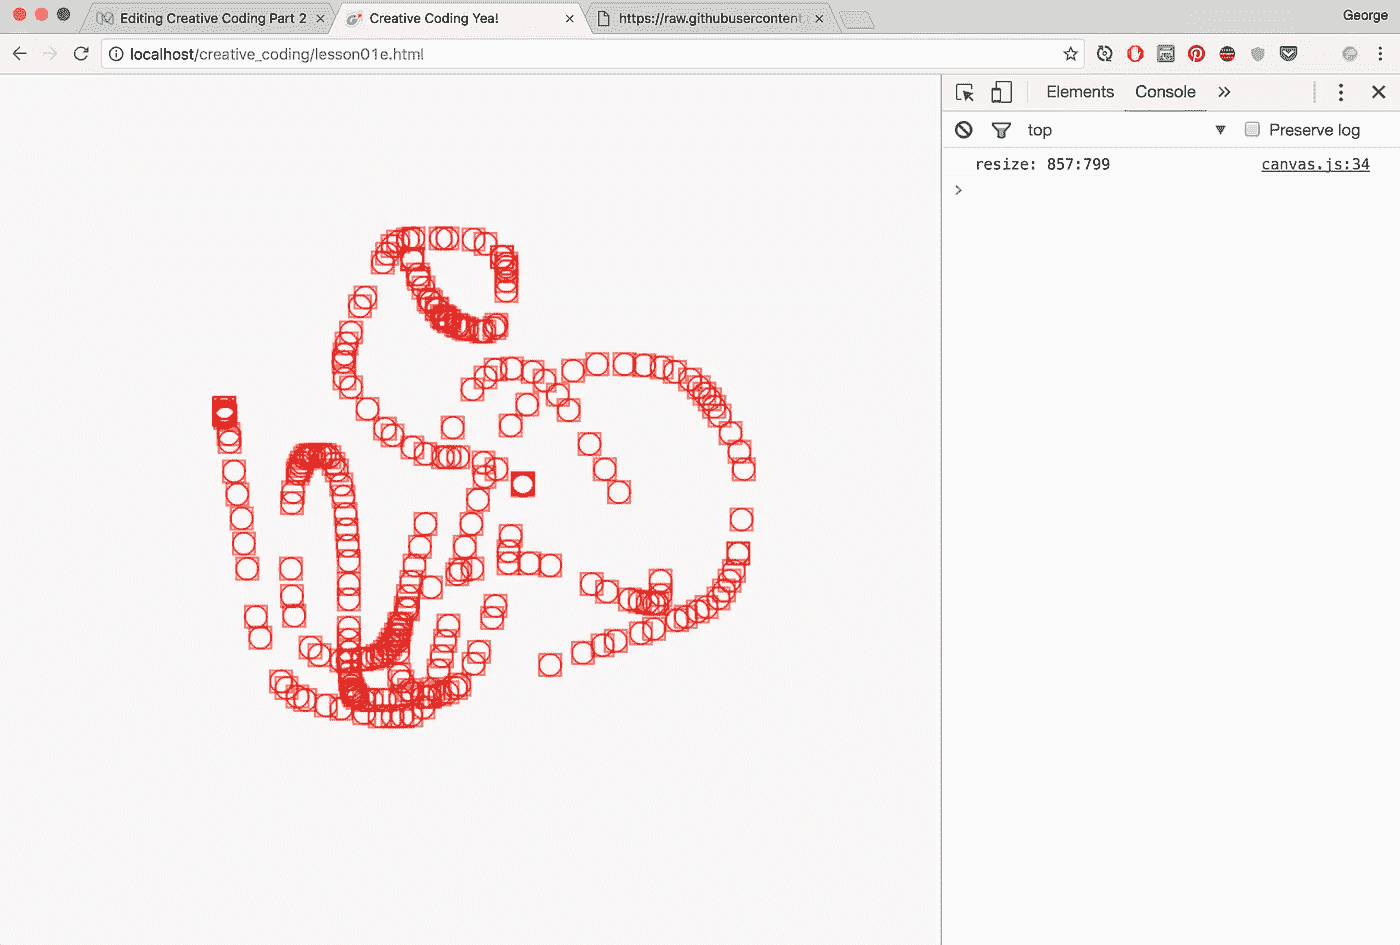 Editing Creative Coding Part 2
Creative Coding Yea!
https://raw.githubusercontent.
George
localhost/creative_coding/lesson01e.html
Elements Console »
top Preserve log
resize: 857:799 canvas.js:34
>